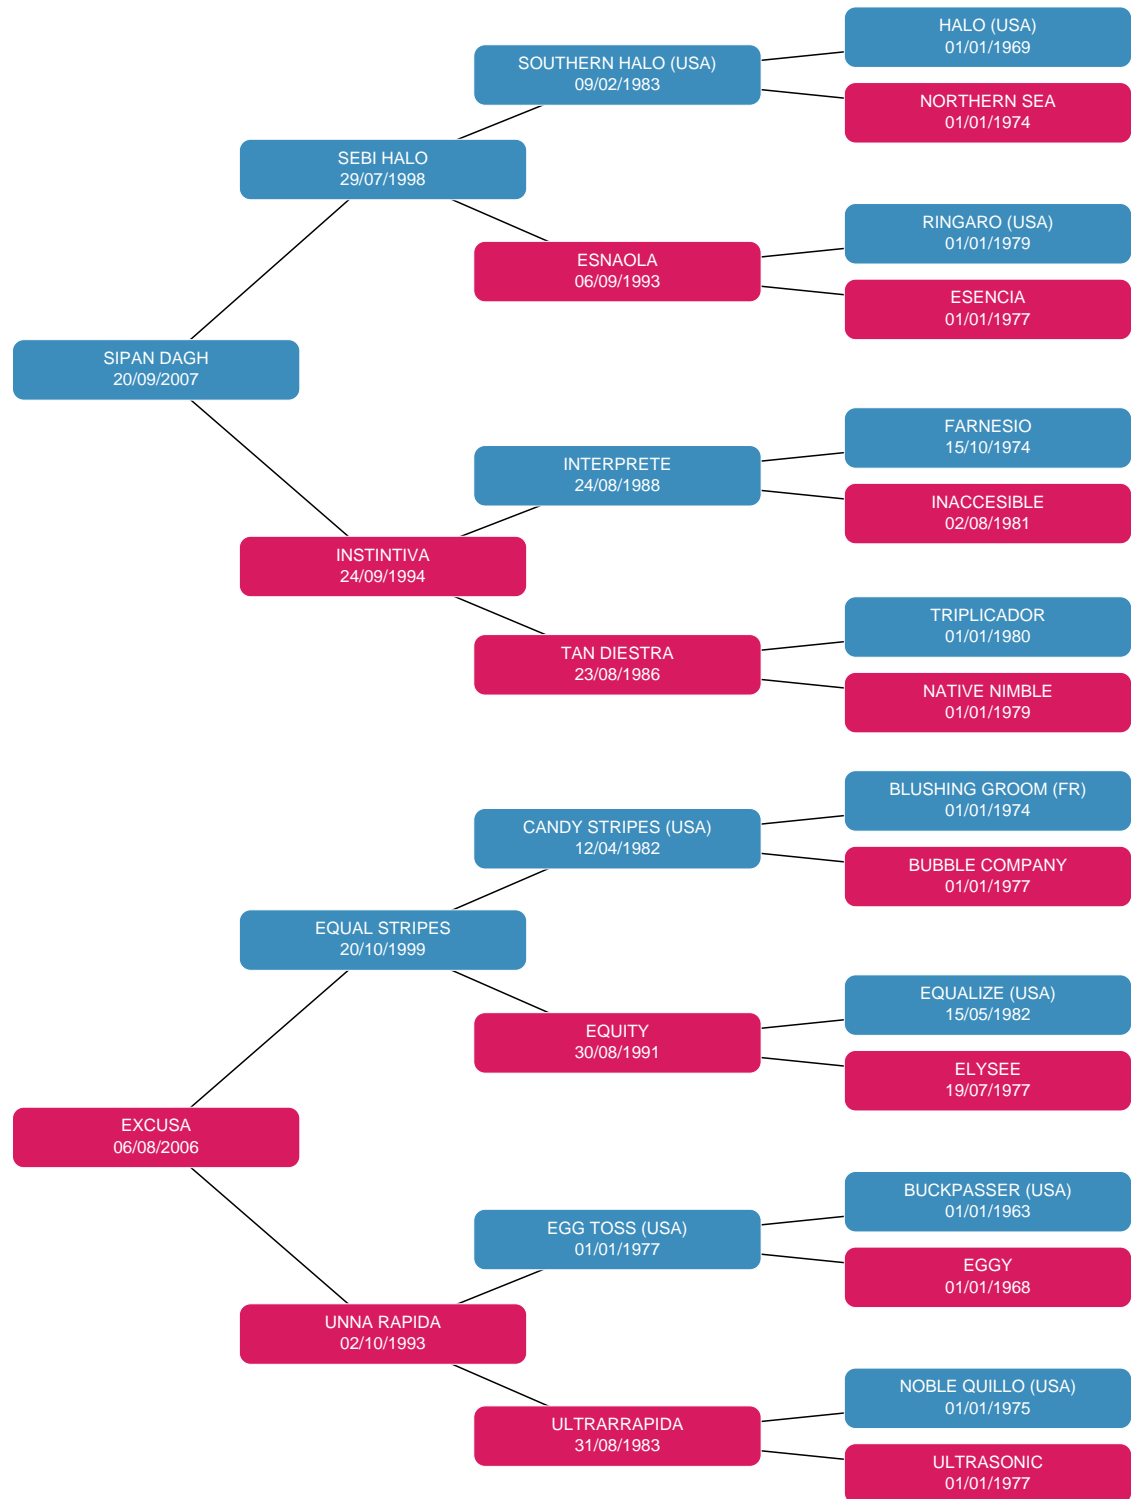 HALO (USA)
01/01/1969
SOUTHERN HALO (USA)
09/02/1983
NORTHERN SEA
01/01/1974
SEBI HALO
29/07/1998
RINGARO (USA)
01/01/1979
ESNAOLA
06/09/1993
ESENCIA
01/01/1977
SIPAN DAGH
20/09/2007
FARNESIO
15/10/1974
INTERPRETE
24/08/1988
INACCESIBLE
02/08/1981
INSTINTIVA
24/09/1994
TRIPLICADOR
01/01/1980
TAN DIESTRA
23/08/1986
NATIVE NIMBLE
01/01/1979
BLUSHING GROOM (FR)
01/01/1974
CANDY STRIPES (USA)
12/04/1982
BUBBLE COMPANY
01/01/1977
EQUAL STRIPES
20/10/1999
EQUALIZE (USA)
15/05/1982
EQUITY
30/08/1991
ELYSEE
19/07/1977
EXCUSA
06/08/2006
BUCKPASSER (USA)
01/01/1963
EGG TOSS (USA)
01/01/1977
EGGY
01/01/1968
UNNA RAPIDA
02/10/1993
NOBLE QUILLO (USA)
01/01/1975
ULTRARRAPIDA
31/08/1983
ULTRASONIC
01/01/1977